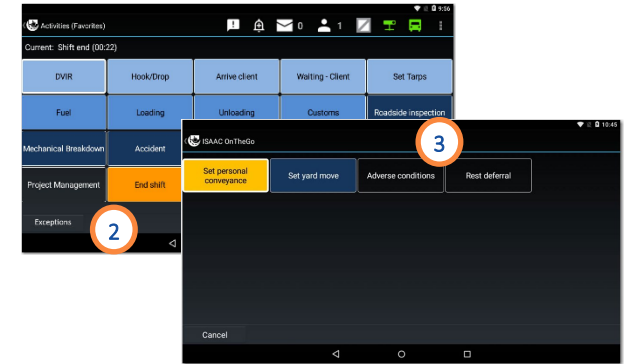 9:56
Activities (Favorites)
0
1
Current: Shift end (00:22)
DVIR
Hook/Drop
Arrive client
Waiting - Client
Set Tarps
Fuel
Loading
Unloading
Customs
Roadside inspection
Mechanical Breakdown
Accident
Project Management
End shift
Exceptions
2
10:45
ISAAC OnTheGo
3
Set personal
conveyance
Set yard move
Adverse conditions
Rest deferral
Cancel